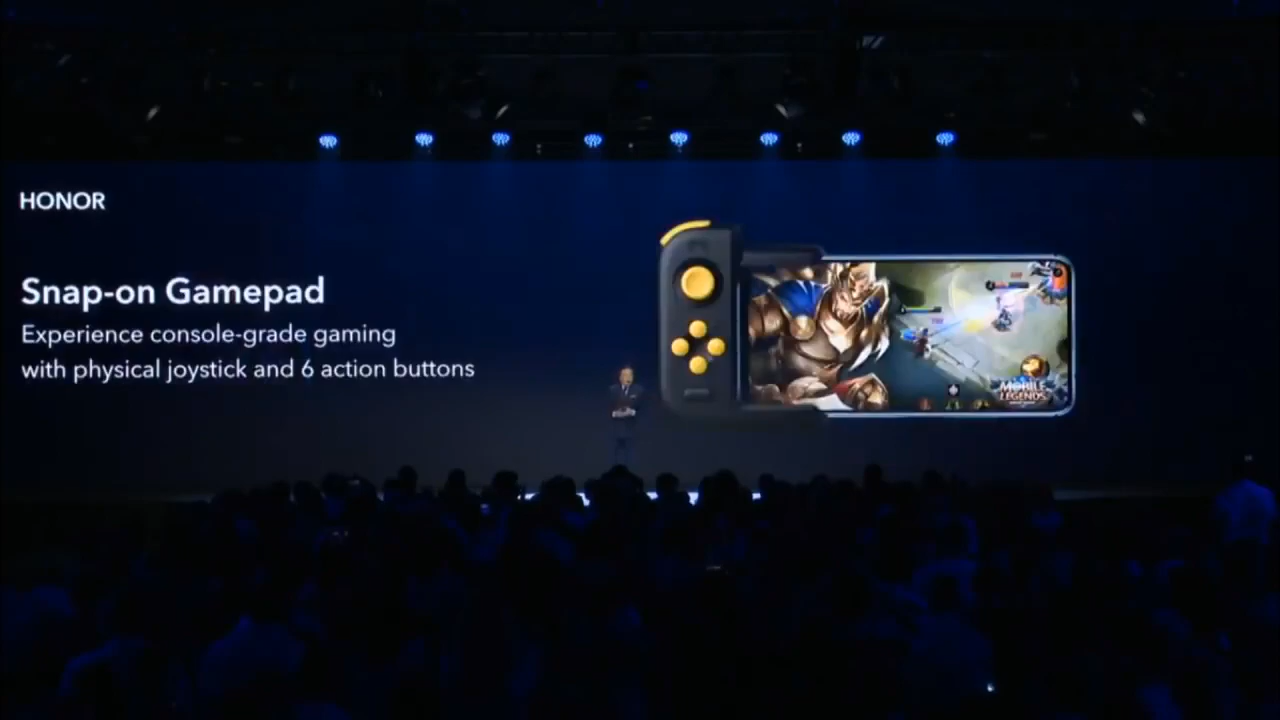 HONOR
Snap-on Gamepad
Experience console-grade gaming
with physical joystick and 6 action buttons
MOBILE
LEGENDS